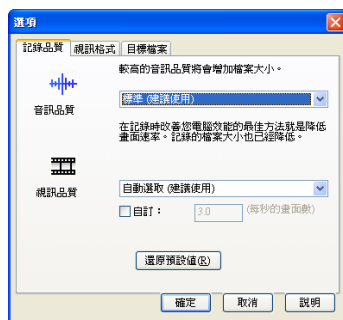 選項
記錄品質 視訊格式 目標檔案
較高的音訊品質將會增加檔案大小。
音訊品質
標準 (建議使用)
在記錄時改善您電腦效能的最佳方法就是降低
畫面速率。記錄的檔案大小也已經降低。
視訊品質
自動選取 (建議使用)
自訂: 3.0 (每秒的畫面數)
還原預設值(R)
確定 取消 說明